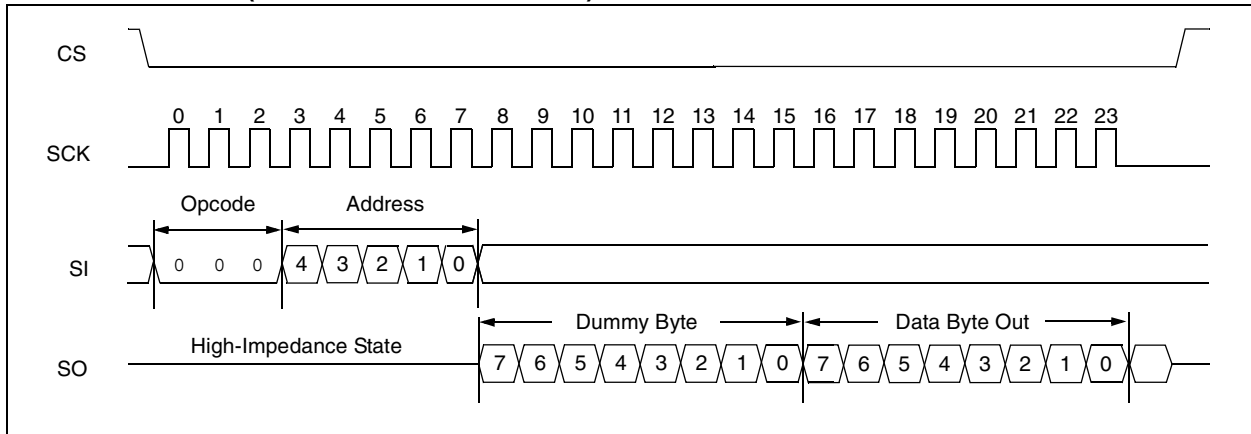 CS
0 1 2 3 4 5 6 7 8 9 10 11 12 13 14 15 16 17 18 19 20 21 22 23
SCK
Opcode Address
SI 0 0 0 4 3 2 1 0
Dummy Byte Data Byte Out
High-Impedance State
SO 7 6 5 4 3 2 1 0 7 6 5 4 3 2 1 0